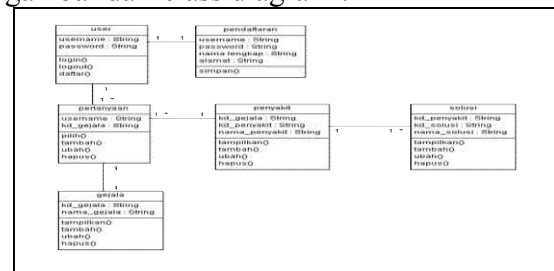 user
username : String
password : String
login()
logout()
daftar()
1
1
pendaftaran
username : String
password : String
nama lengkap : String
alamat : String
simpan()
1
1
pertanyaan
username : String
kd_gejala : String
pilih()
tambah()
ubah()
hapus()
1
1..*
penyakit
kd_gejala : String
kd_penyakit : String
nama_penyakit : String
tampilkan()
tambah()
ubah()
hapus()
1
1..*
solusi
kd_penyakit : String
kd_solusi : String
nama_solusi : String
tampilkan()
tambah()
ubah()
hapus()
1
1
gejala
kd_gejala : String
nama_gejala : String
tampilkan()
tambah()
ubah()
hapus()